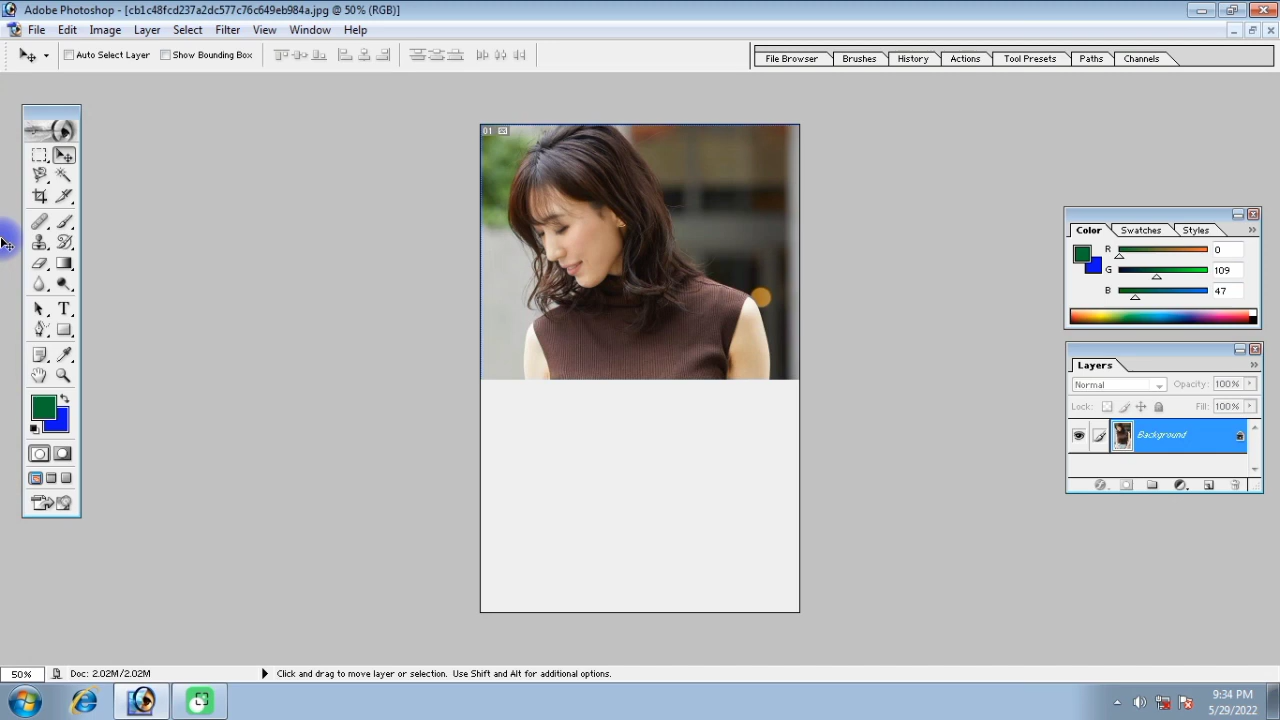 Adobe Photoshop - [cb1c48fcd237a2dc577c76c649eb984a.jpg @ 50% (RGB)]
File Edit Image Layer Select Filter View Window Help
Auto Select Layer Show Bounding Box
File Browser Brushes History Actions Tool Presets Paths Channels
01
Color Swatches Styles
R 0
G 109
B 47
Layers
Normal Opacity: 100%
Lock: Fill: 100%
Background
50% Doc: 2.02M/2.02M Click and drag to move layer or selection. Use Shift and Alt for additional options.
9:34 PM
5/29/2022